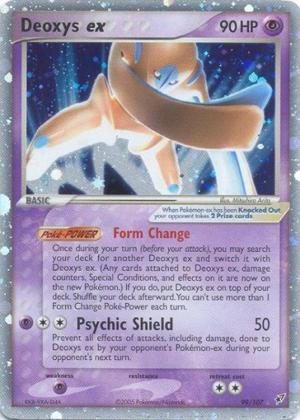 Deoxys ex
90 HP
BASIC
Illus. Mitsuhiro Arita
When Pokémon-ex has been Knocked Out,
your opponent takes 2 Prize cards.
Poké-POWER Form Change
Once during your turn (before your attack), you may search
your deck for another Deoxys ex and switch it with
Deoxys ex. (Any cards attached to Deoxys ex, damage
counters, Special Conditions, and effects on it are now on
the new Pokémon.) If you do, put Deoxys ex on top of your
deck. Shuffle your deck afterward. You can't use more than 1
Form Change Poké-Power each turn.
Psychic Shield 50
Prevent all effects of attacks, including damage, done to
Deoxys ex by your opponent's Pokémon-ex during your
opponent's next turn.
weakness resistance retreat cost
©2005 Pokémon/Nintendo.
99/107